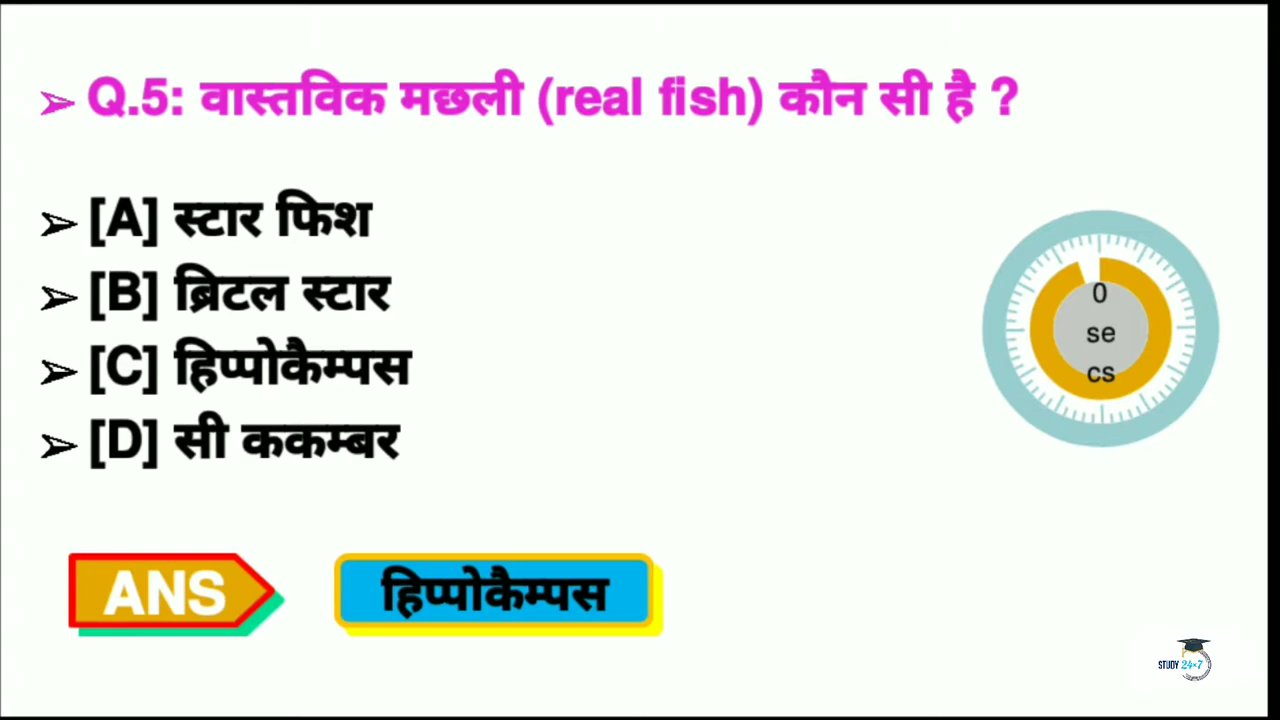 ➢ Q.5: वास्तविक मछली (real fish) कौन सी है ?
➢ [A] स्टार फिश
➢ [B] ब्रिटल स्टार
➢ [C] हिप्पोकैम्पस
➢ [D] सी ककम्बर
0
se
cs
ANS
हिप्पोकैम्पस
STUDY 24×7